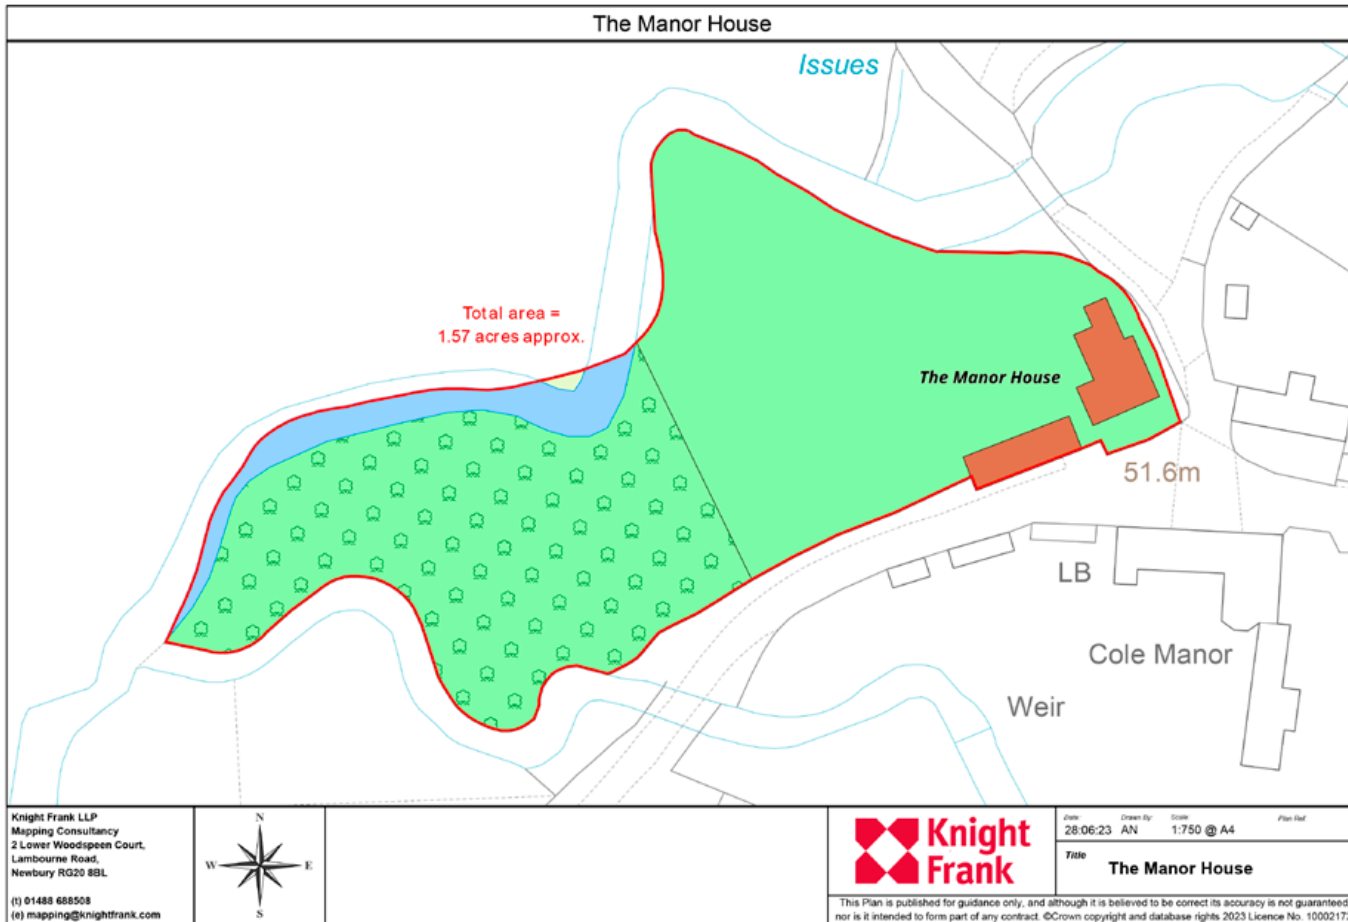 The Manor House
Issues
Total area =
1.57 acres approx.
The Manor House
51.6m
LB
Cole Manor
Weir
Knight Frank LLP
Mapping Consultancy
2 Lower Woodspeen Court,
Lambourne Road,
Newbury RG20 8BL
(t) 01488 688508
(e) mapping@knightfrank.com
N
W E
S
Knight
Frank
Date: Drawn By: Scale: Plan Ref
28:06:23 AN 1:750 @ A4
Title
The Manor House
This Plan is published for guidance only, and although it is believed to be correct its accuracy is not guaranteed
nor is it intended to form part of any contract. ©Crown copyright and database rights 2023 Licence No.